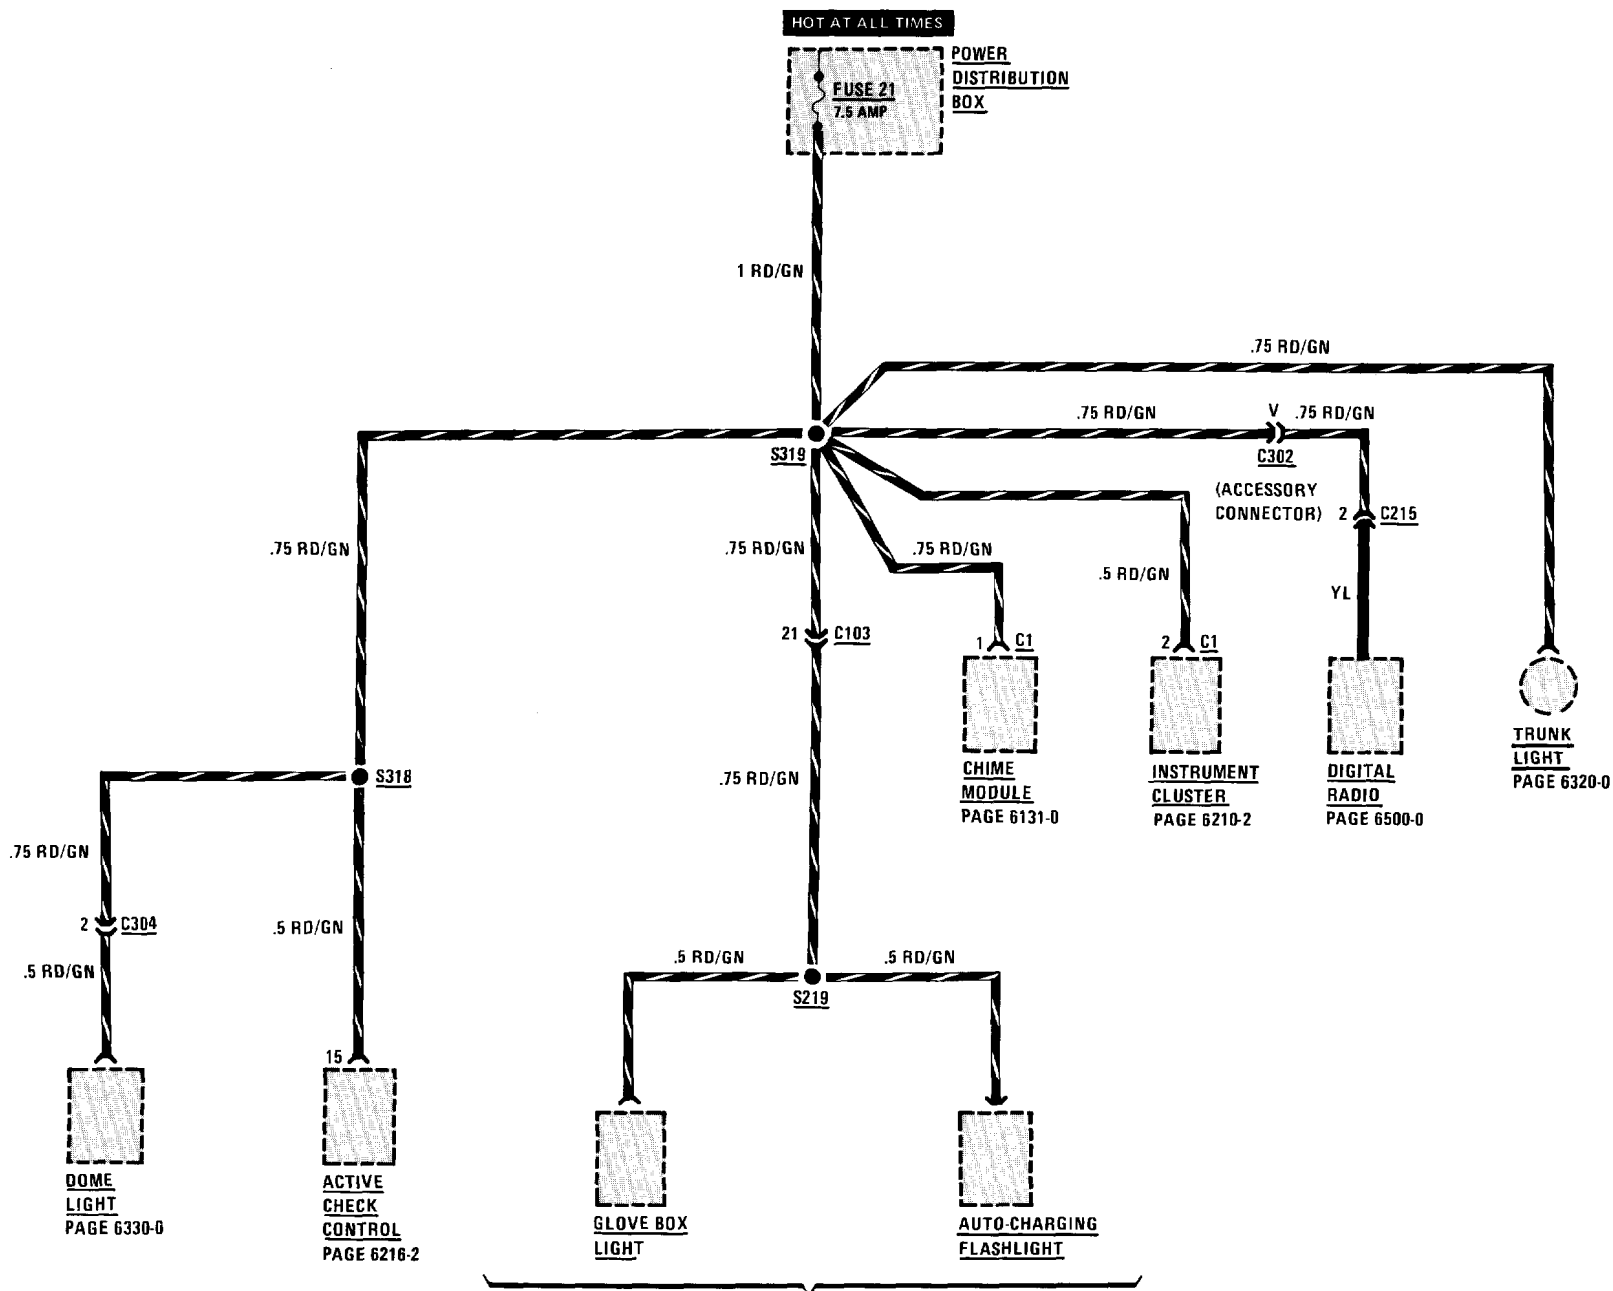 HOT AT ALL TIMES
POWER
DISTRIBUTION
BOX
FUSE 21
7.5 AMP
1 RD/GN
.75 RD/GN
.75 RD/GN
V
.75 RD/GN
S319
C302
(ACCESSORY
CONNECTOR)
2
C215
.75 RD/GN
.75 RD/GN
.75 RD/GN
.5 RD/GN
YL
21
C103
1
C1
2
C1
CHIME
MODULE
PAGE 6131-0
INSTRUMENT
CLUSTER
PAGE 6210-2
DIGITAL
RADIO
PAGE 6500-0
TRUNK
LIGHT
PAGE 6320-0
S318
.75 RD/GN
.75 RD/GN
2
C304
.5 RD/GN
.5 RD/GN
.5 RD/GN
.5 RD/GN
S219
15
DOME
LIGHT
PAGE 6330-0
ACTIVE
CHECK
CONTROL
PAGE 6216-2
GLOVE BOX
LIGHT
AUTO-CHARGING
FLASHLIGHT